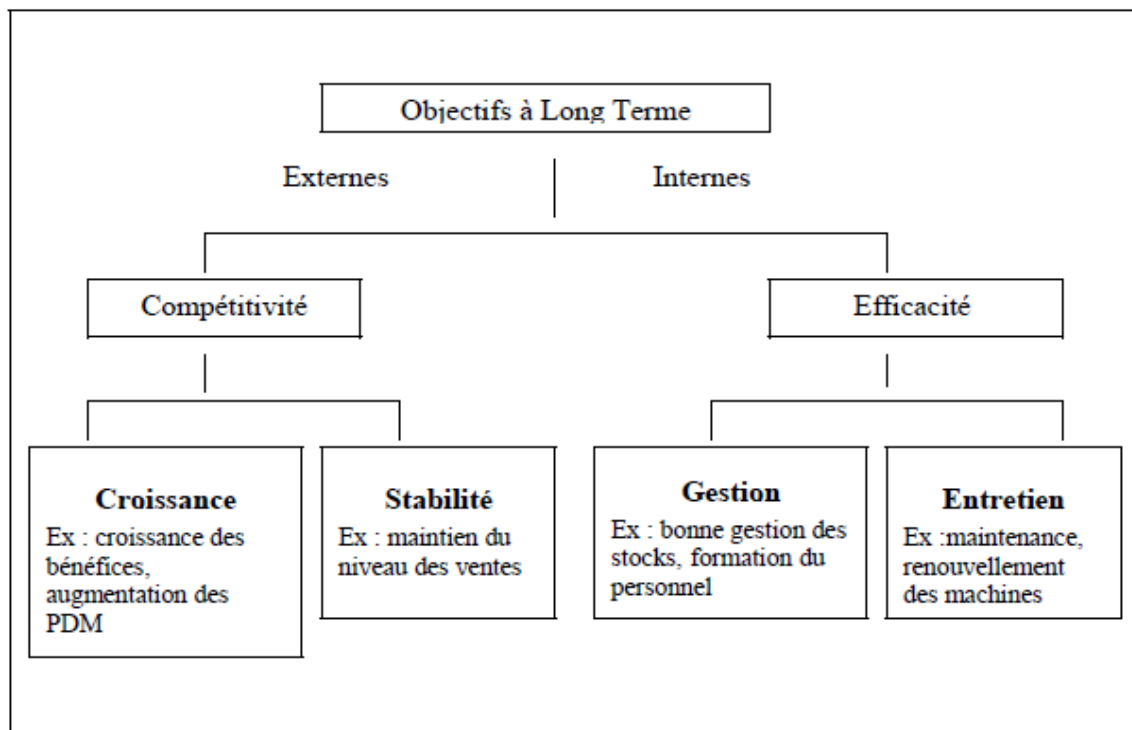 Objectifs à Long Terme
Externes
Internes
Compétitivité
Efficacité
Croissance
Ex : croissance des
bénéfices,
augmentation des
PDM
Stabilité
Ex : maintien du
niveau des ventes
Gestion
Ex : bonne gestion des
stocks, formation du
personnel
Entretien
Ex :maintenance,
renouvellement
des machines